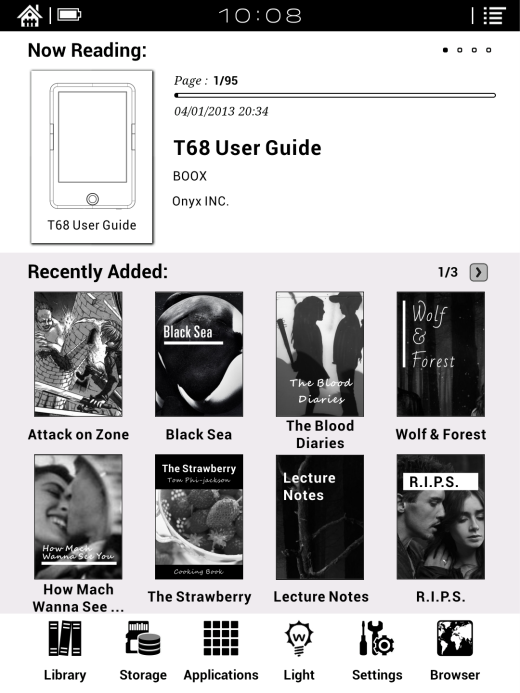 10:08
Now Reading:
Page : 1/95
04/01/2013 20:34
T68 User Guide
BOOX
Onyx INC.
T68 User Guide
Recently Added:
1/3
Black Sea
The Blood
Diaries
Wolf
&
Forest
Attack on Zone
Black Sea
The Blood
Diaries
Wolf & Forest
How Mach
Wanna See You
The Strawberry
Tom Phi-jackson
Cooking Book
Lecture
Notes
R.I.P.S.
How Mach
Wanna See ...
The Strawberry
Lecture Notes
R.I.P.S.
W
Library
Storage
Applications
Light
Settings
Browser